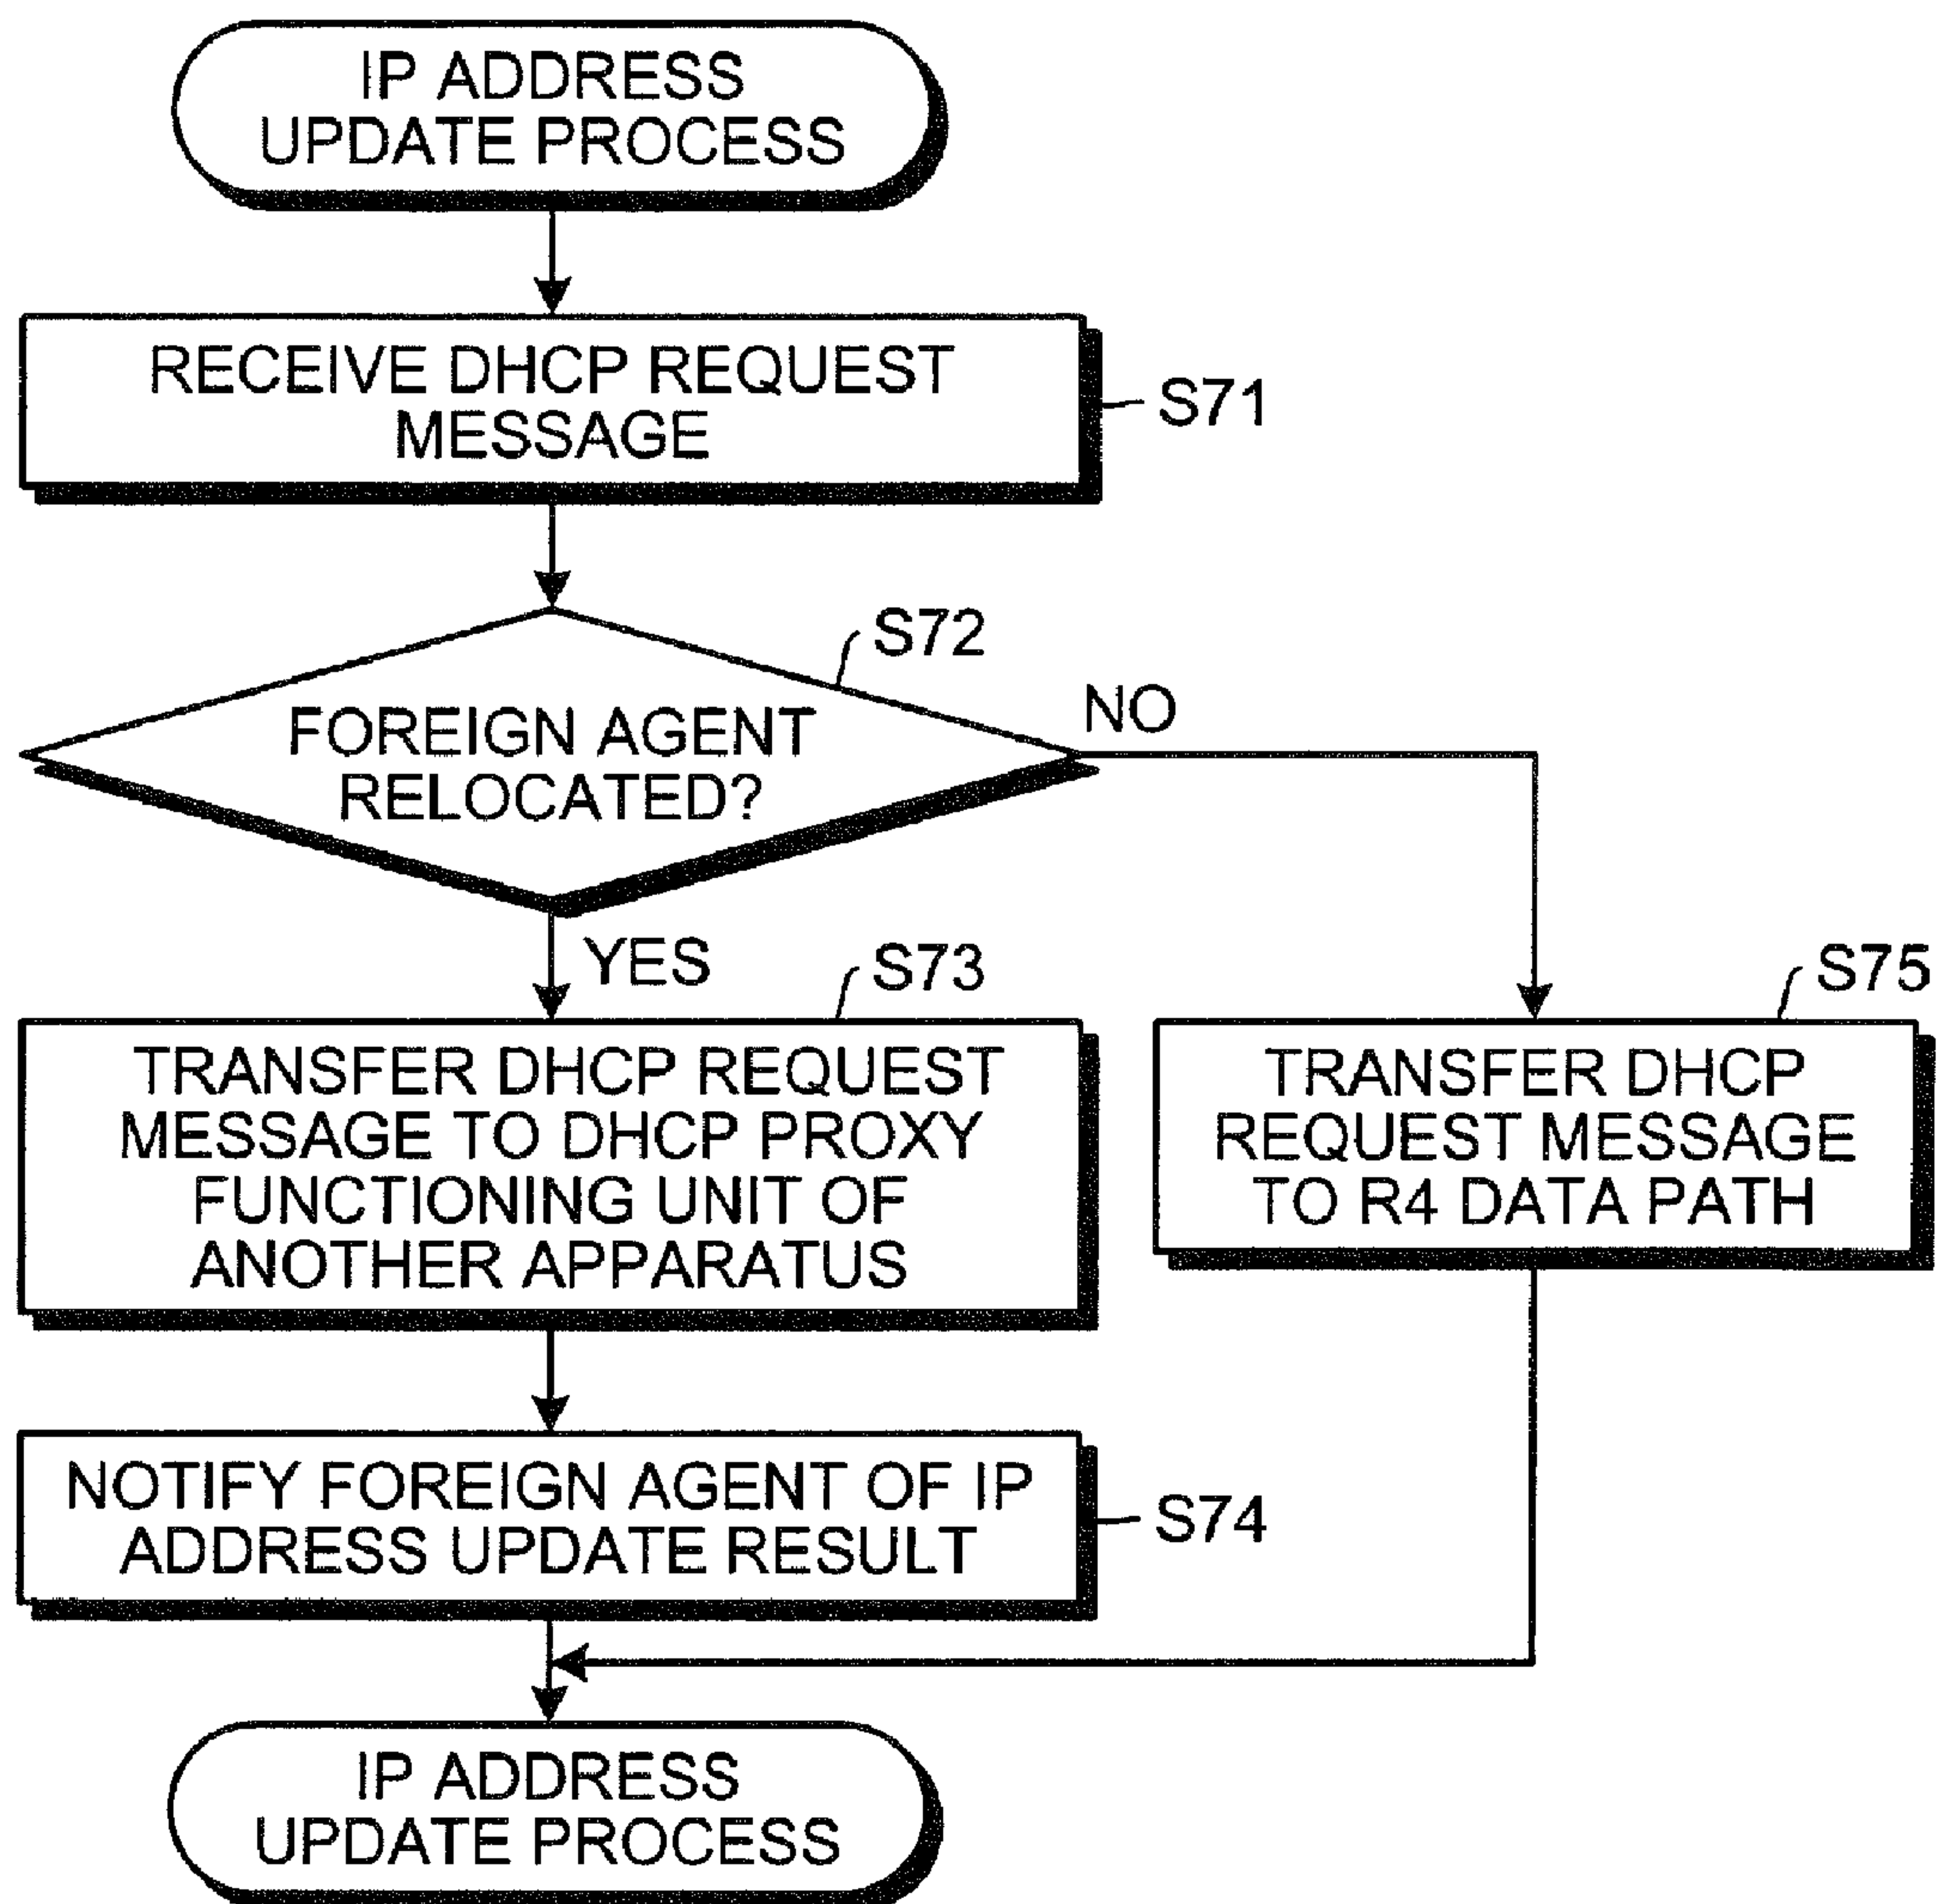 IP ADDRESS
UPDATE PROCESS
RECEIVE DHCP REQUEST
MESSAGE
S71
S72
FOREIGN AGENT
RELOCATED?
NO
YES
S73
TRANSFER DHCP REQUEST
MESSAGE TO DHCP PROXY
FUNCTIONING UNIT OF
ANOTHER APPARATUS
S75
TRANSFER DHCP
REQUEST MESSAGE
TO R4 DATA PATH
NOTIFY FOREIGN AGENT OF IP
ADDRESS UPDATE RESULT
S74
IP ADDRESS
UPDATE PROCESS